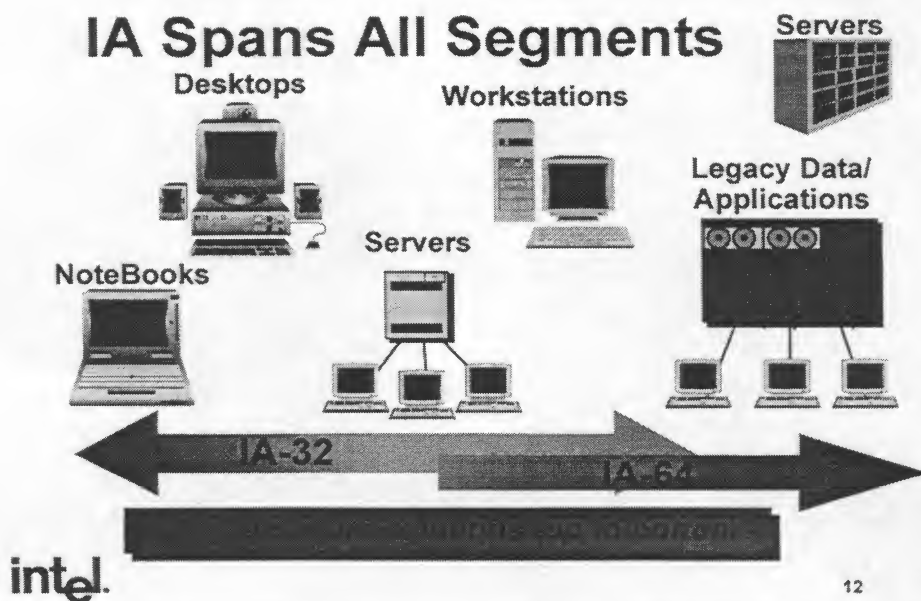 IA Spans All Segments
Servers
Desktops
Workstations
Legacy Data/
Applications
Servers
NoteBooks
IA-32
IA-64
intel.
12